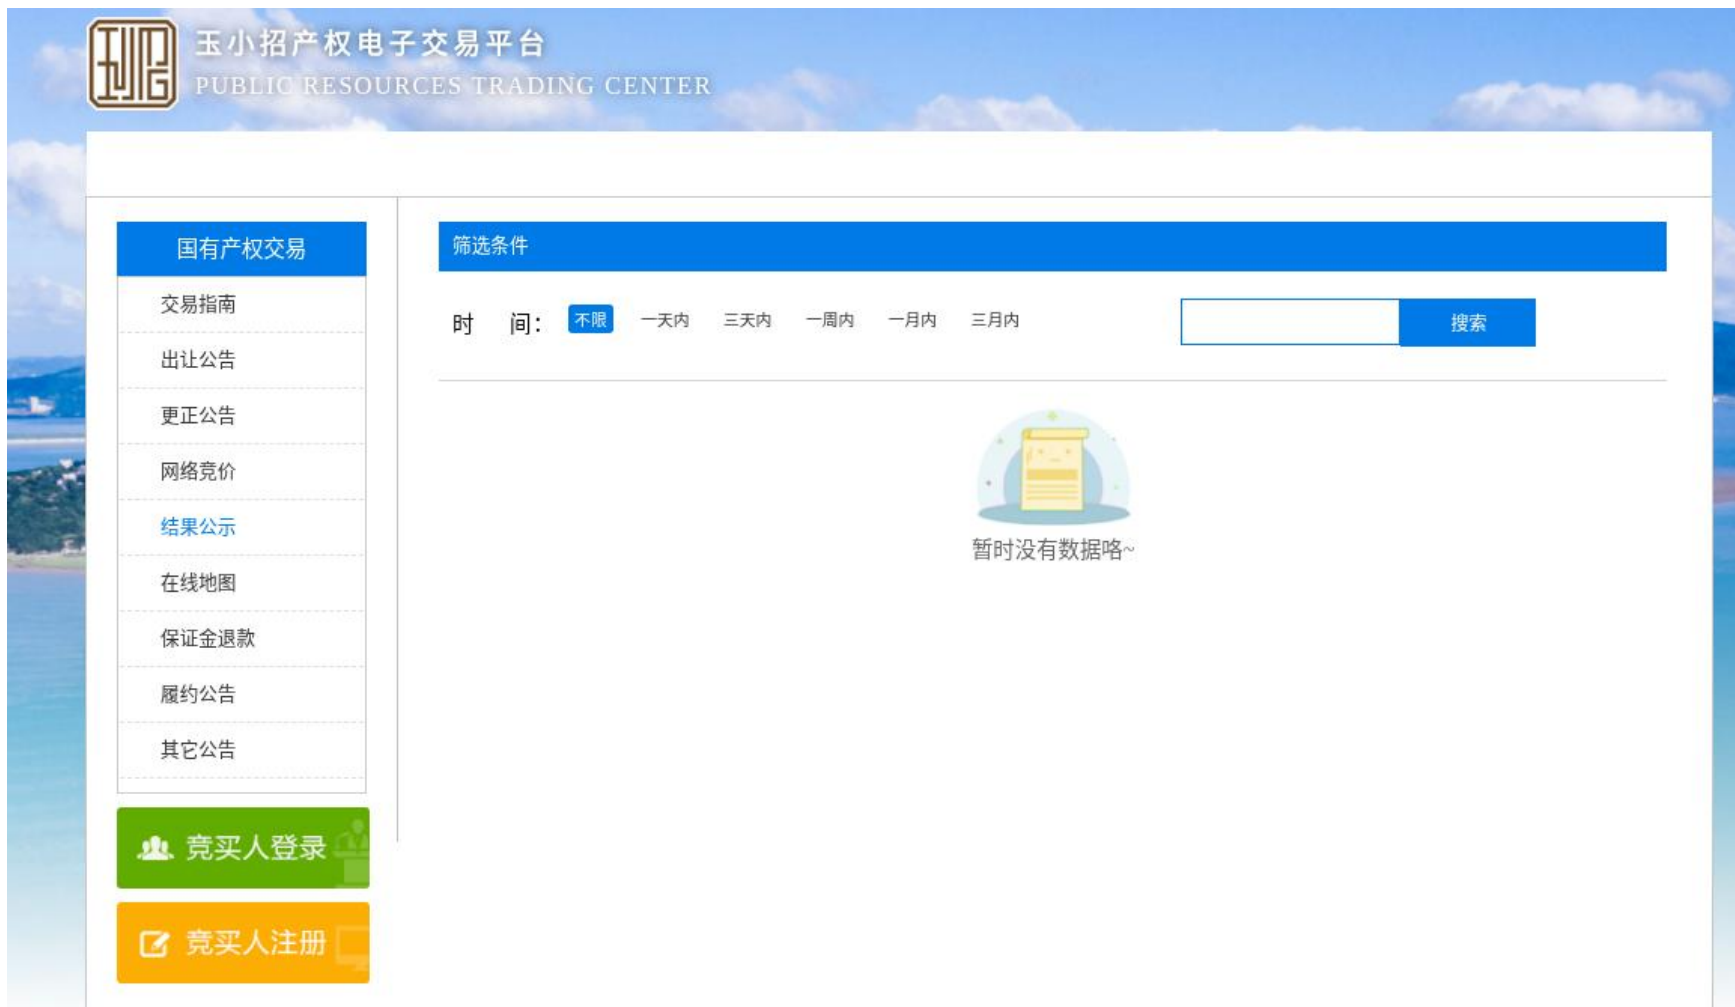 玉小招产权电子交易平台
PUBLIC RESOURCES TRADING CENTER
国有产权交易
交易指南
出让公告
更正公告
网络竞价
结果公示
在线地图
保证金退款
履约公告
其它公告
竞买人登录
竞买人注册
筛选条件
时 间： 不限 一天内 三天内 一周内 一月内 三月内 搜索
暂时没有数据咯~